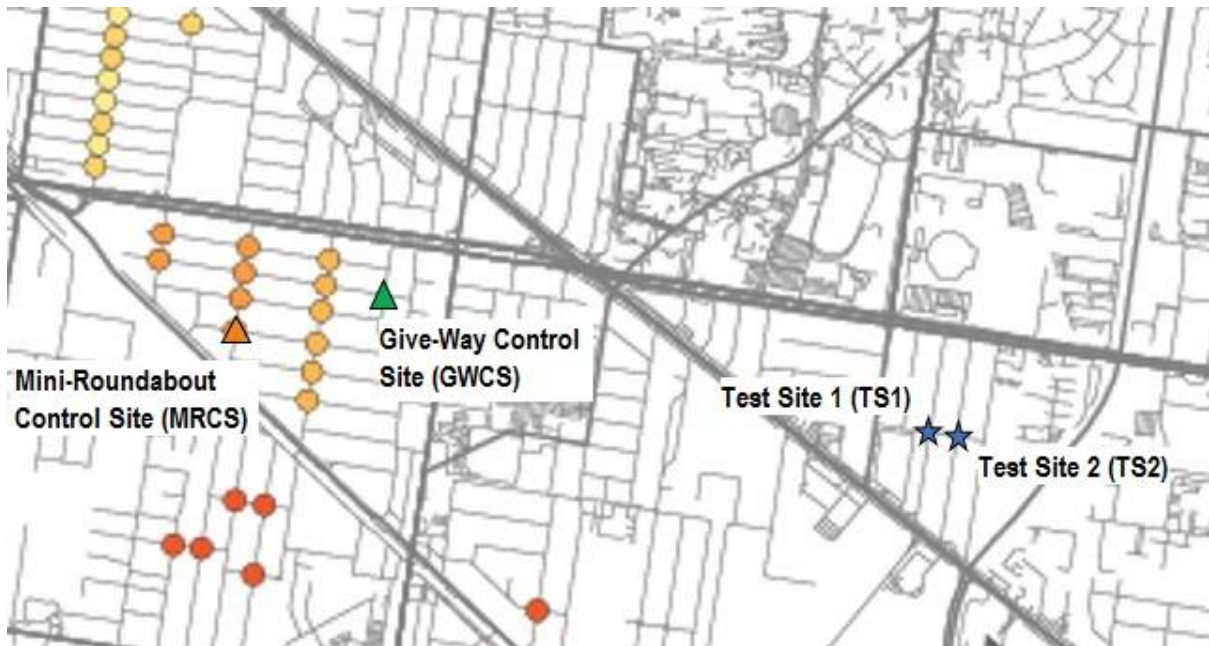 Give-Way Control
Site (GWCS)
Mini-Roundabout
Control Site (MRCS)
Test Site 1 (TS1)
Test Site 2 (TS2)